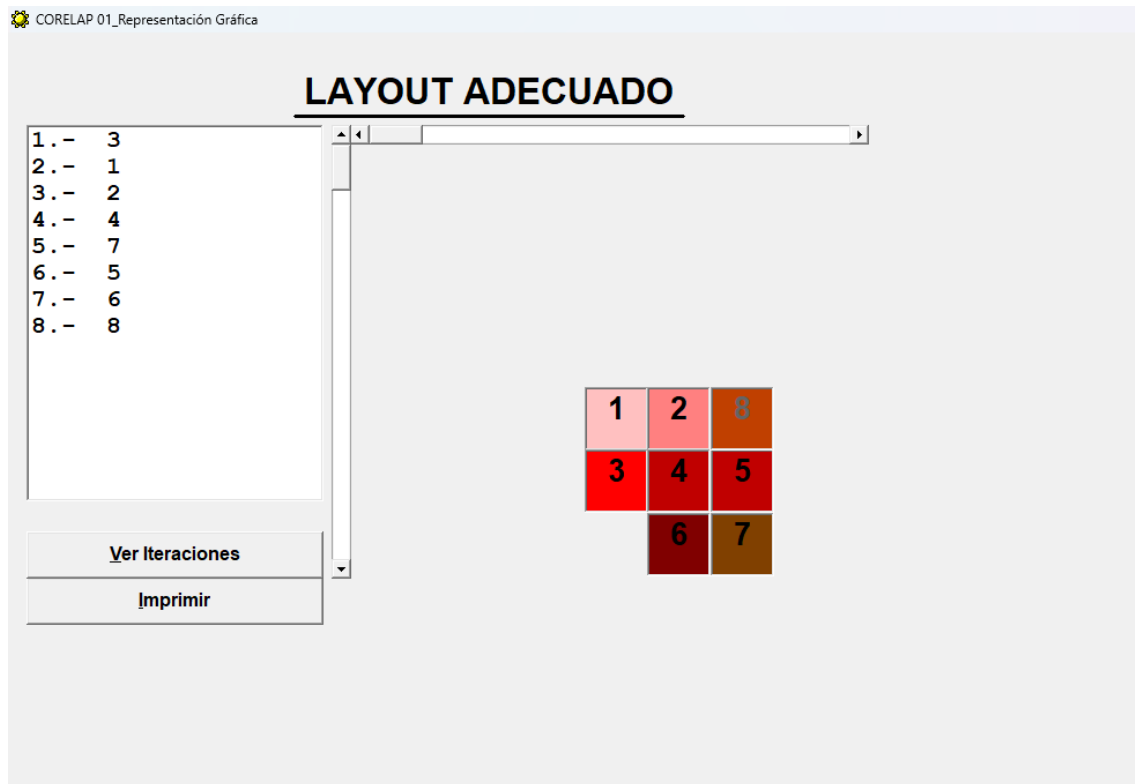 CORELAP 01_Representación Gráfica
LAYOUT ADECUADO
1.- 3
2.- 1
3.- 2
4.- 4
5.- 7
6.- 5
7.- 6
8.- 8
1 2 8
3 4 5
6 7
Ver Iteraciones
Imprimir